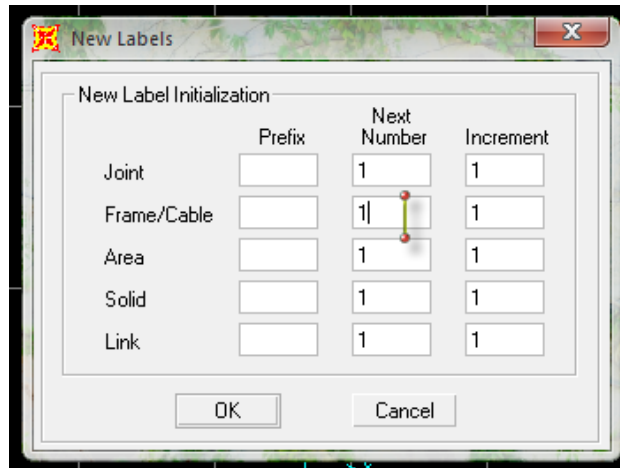 New Labels
X
New Label Initialization
Prefix Next Number Increment
Joint 1 1
Frame/Cable 1 1
Area 1 1
Solid 1 1
Link 1 1
OK Cancel